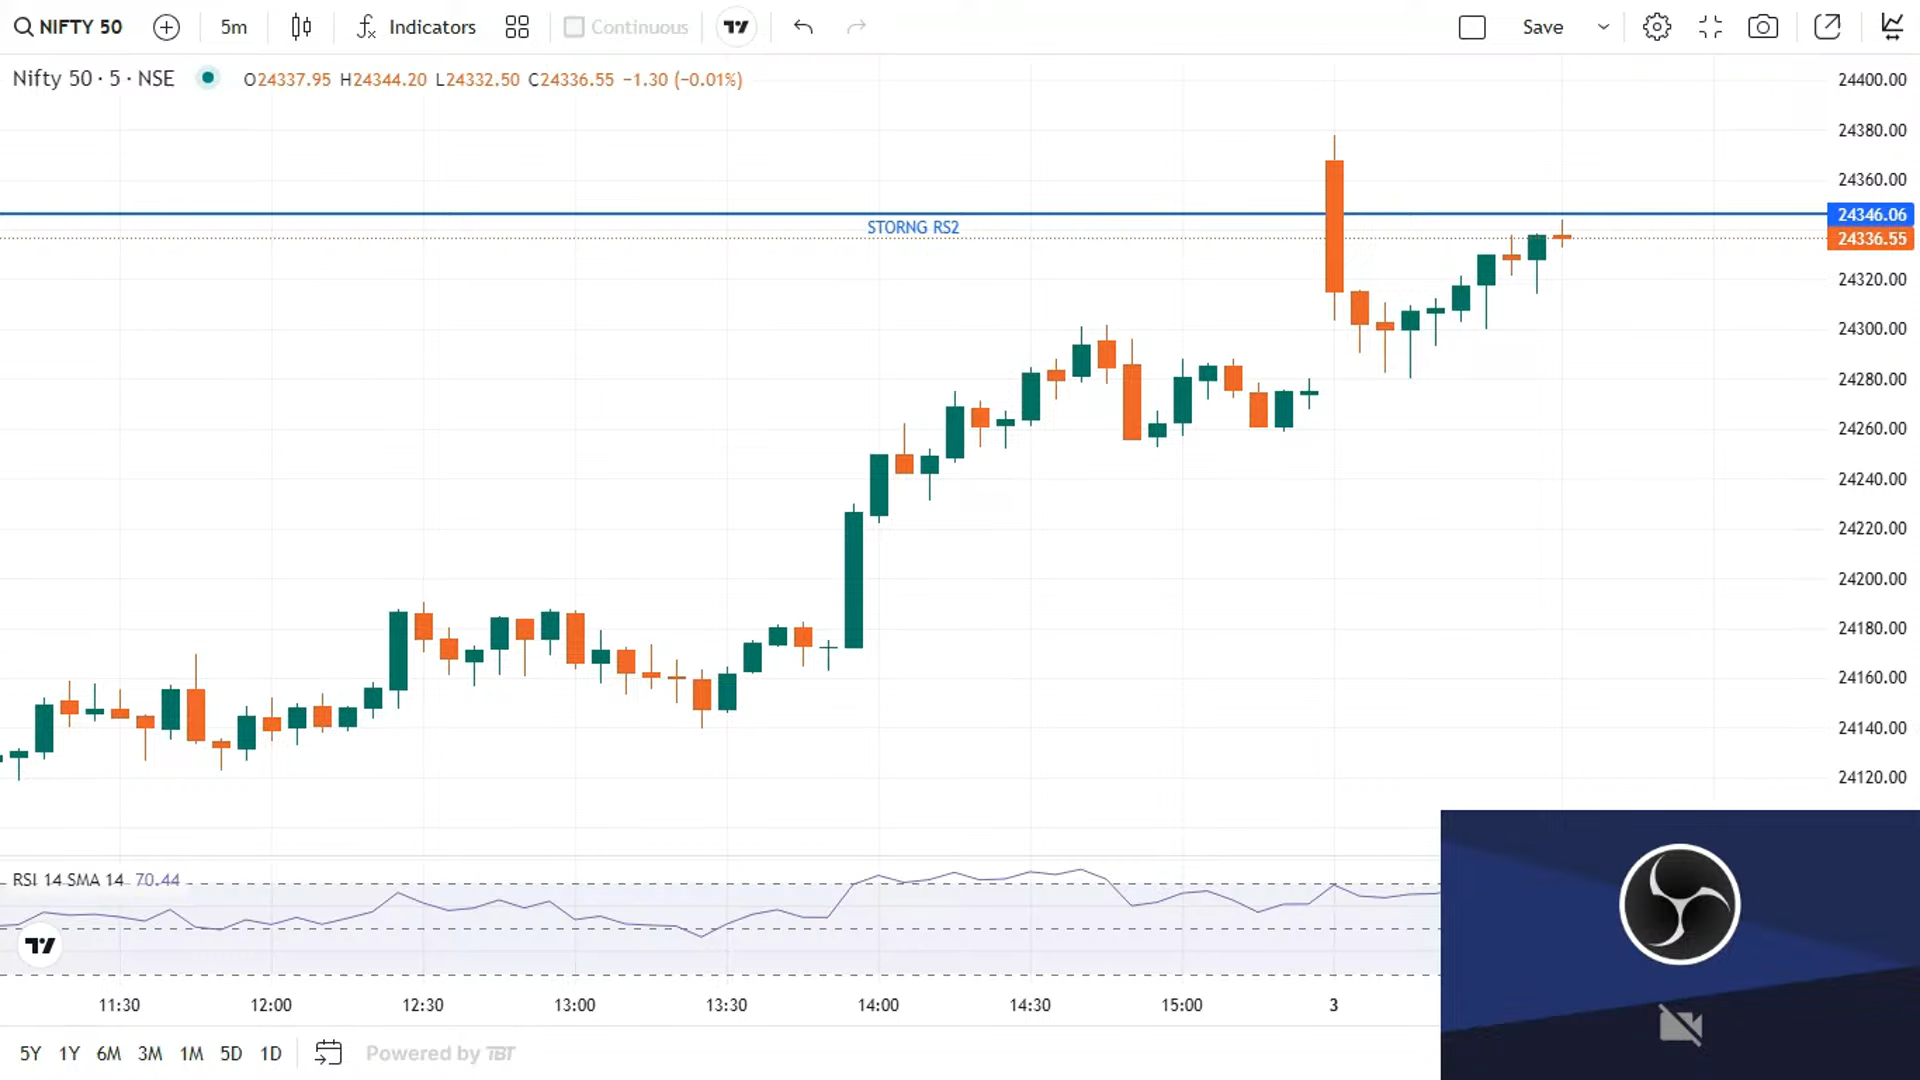 NIFTY 50 5m Indicators Continuous Save
Nifty 50 · 5 · NSE O24337.95 H24344.20 L24332.50 C24336.55 −1.30 (−0.01%)
24400.00
24380.00
24360.00
24346.06
STORNG RS2
24336.55
24320.00
24300.00
24280.00
24260.00
24240.00
24220.00
24200.00
24180.00
24160.00
24140.00
24120.00
RSI 14 SMA 14 70.44
11:30 12:00 12:30 13:00 13:30 14:00 14:30 15:00 3
5Y 1Y 6M 3M 1M 5D 1D Powered by TBT